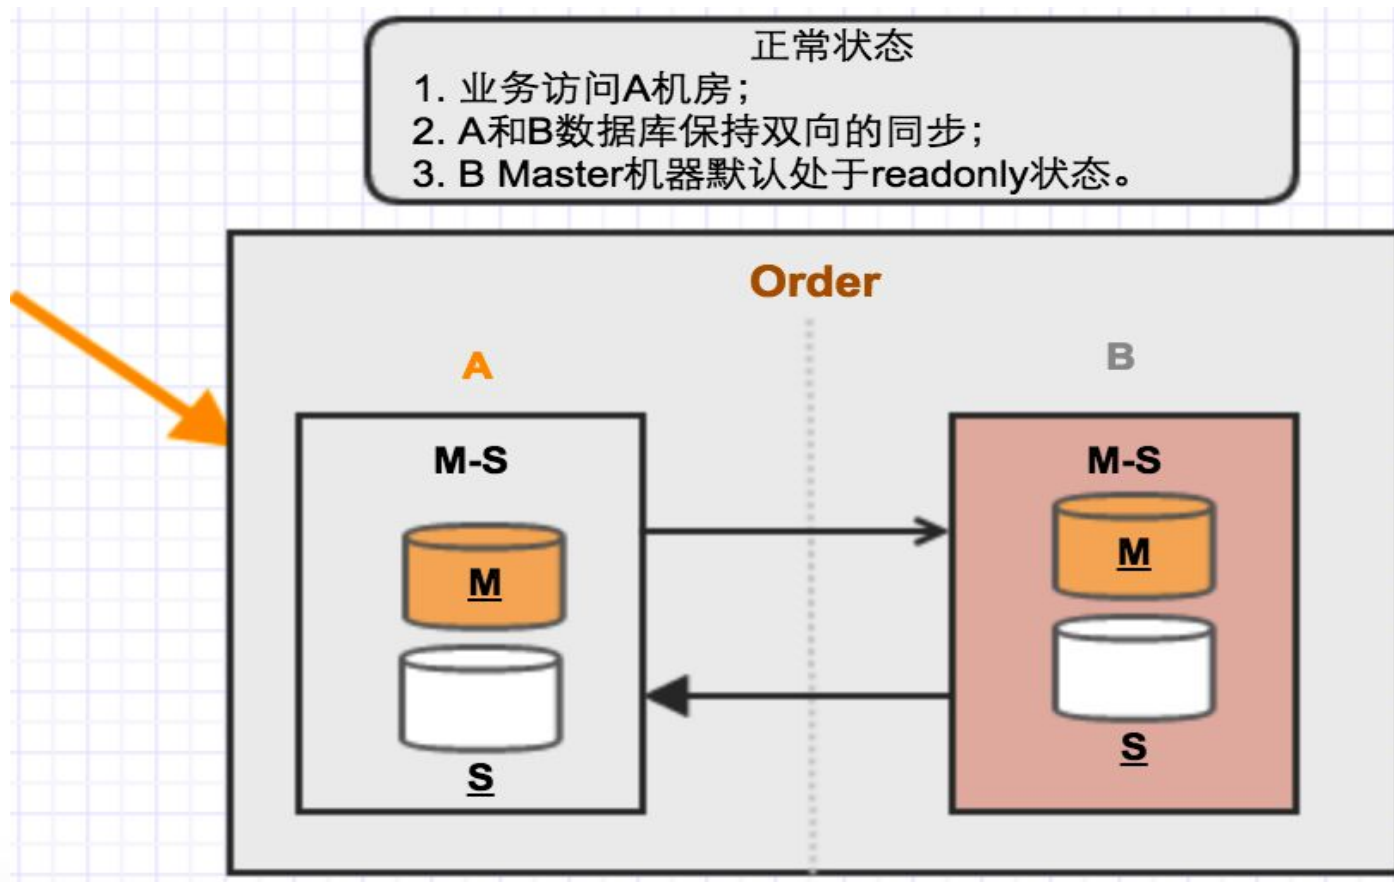 正常状态
1. 业务访问A机房；
2. A和B数据库保持双向的同步；
3. B Master机器默认处于readonly状态。
Order
A
B
M-S
M-S
M
M
S
S